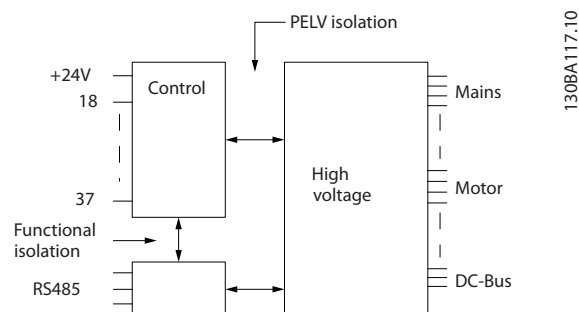 PELV isolation
+24V
Control
Mains
18
High
voltage
Motor
37
Functional
isolation
DC-Bus
RS485
130BA117.10